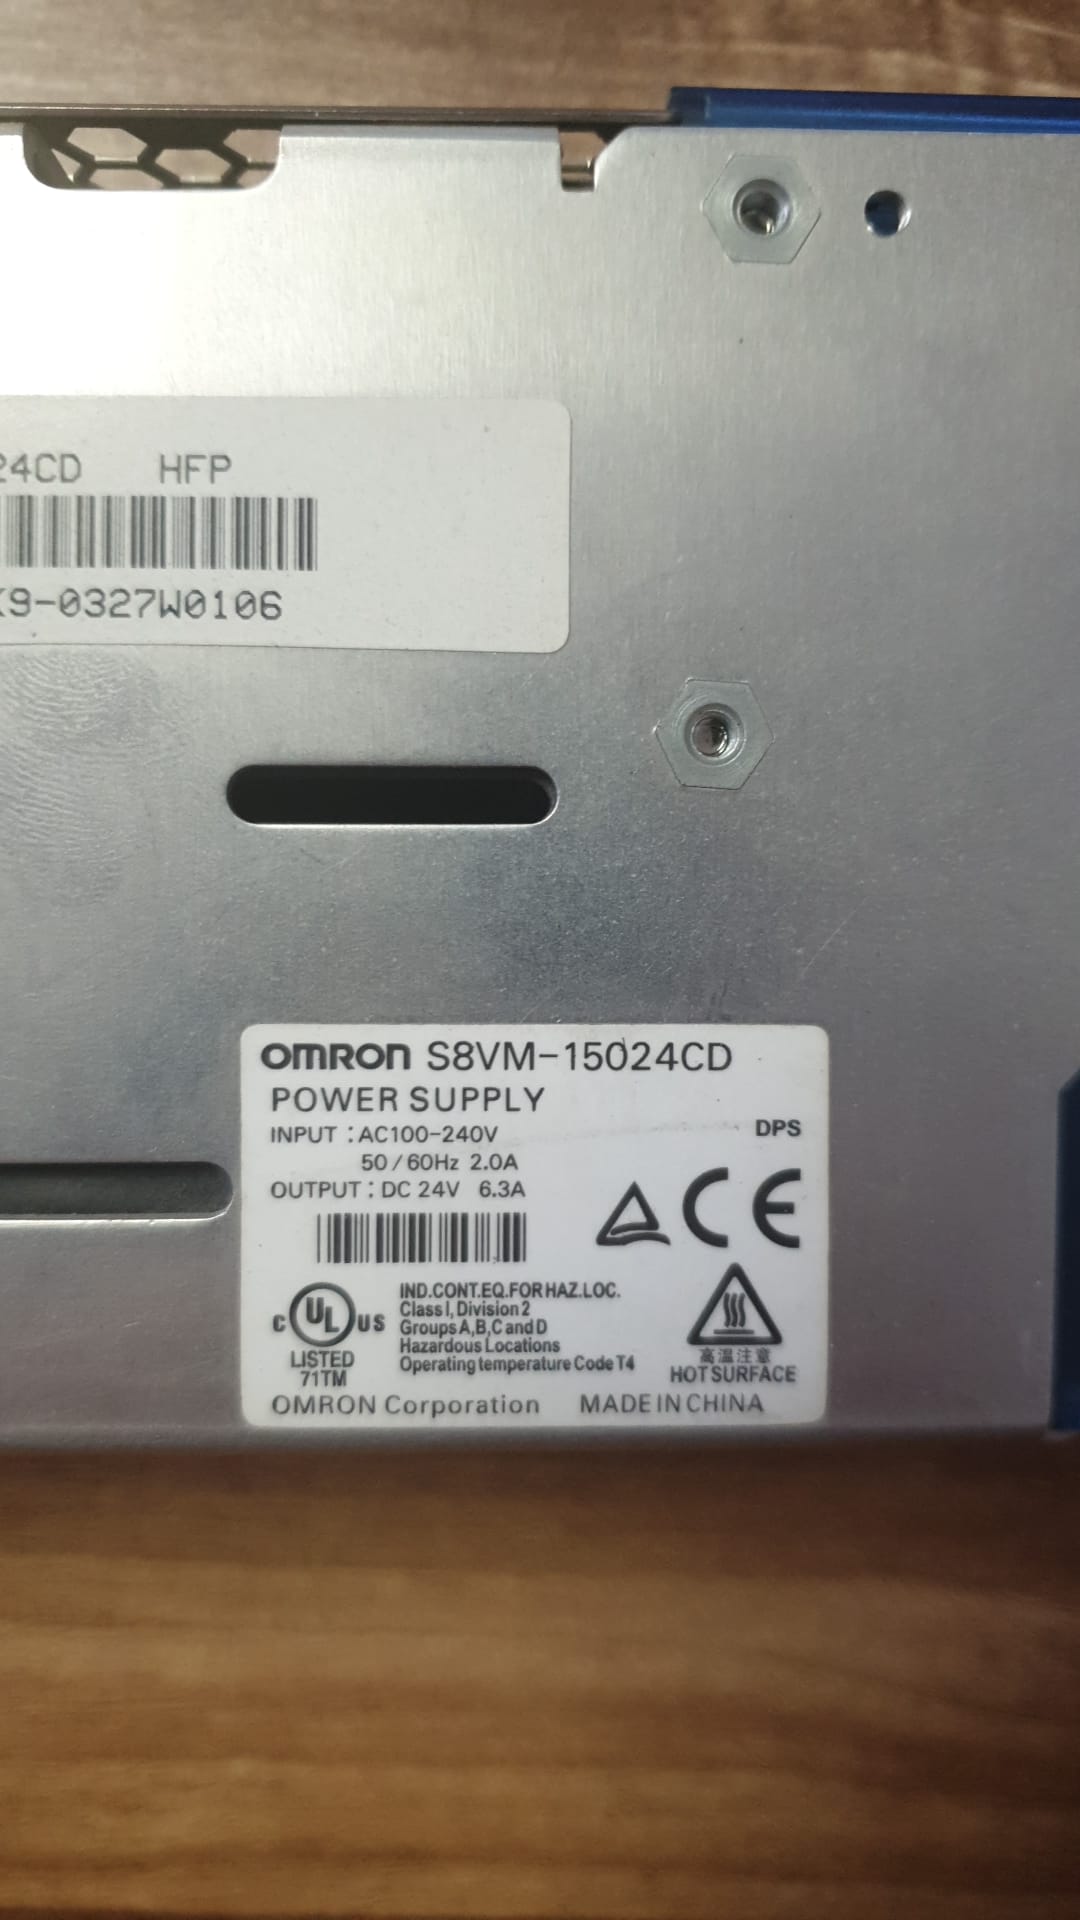 24CD HFP
K9-0327W0106
OMRON S8VM-15024CD
POWER SUPPLY
INPUT : AC100-240V
50/60Hz 2.0A
OUTPUT : DC 24V 6.3A
DPS
CE
C UL US
LISTED
71TM
IND.CONT.EQ.FOR HAZ.LOC.
Class I, Division 2
Groups A,B,C and D
Hazardous Locations
Operating temperature Code T4
高温注意
HOT SURFACE
OMRON Corporation MADE IN CHINA